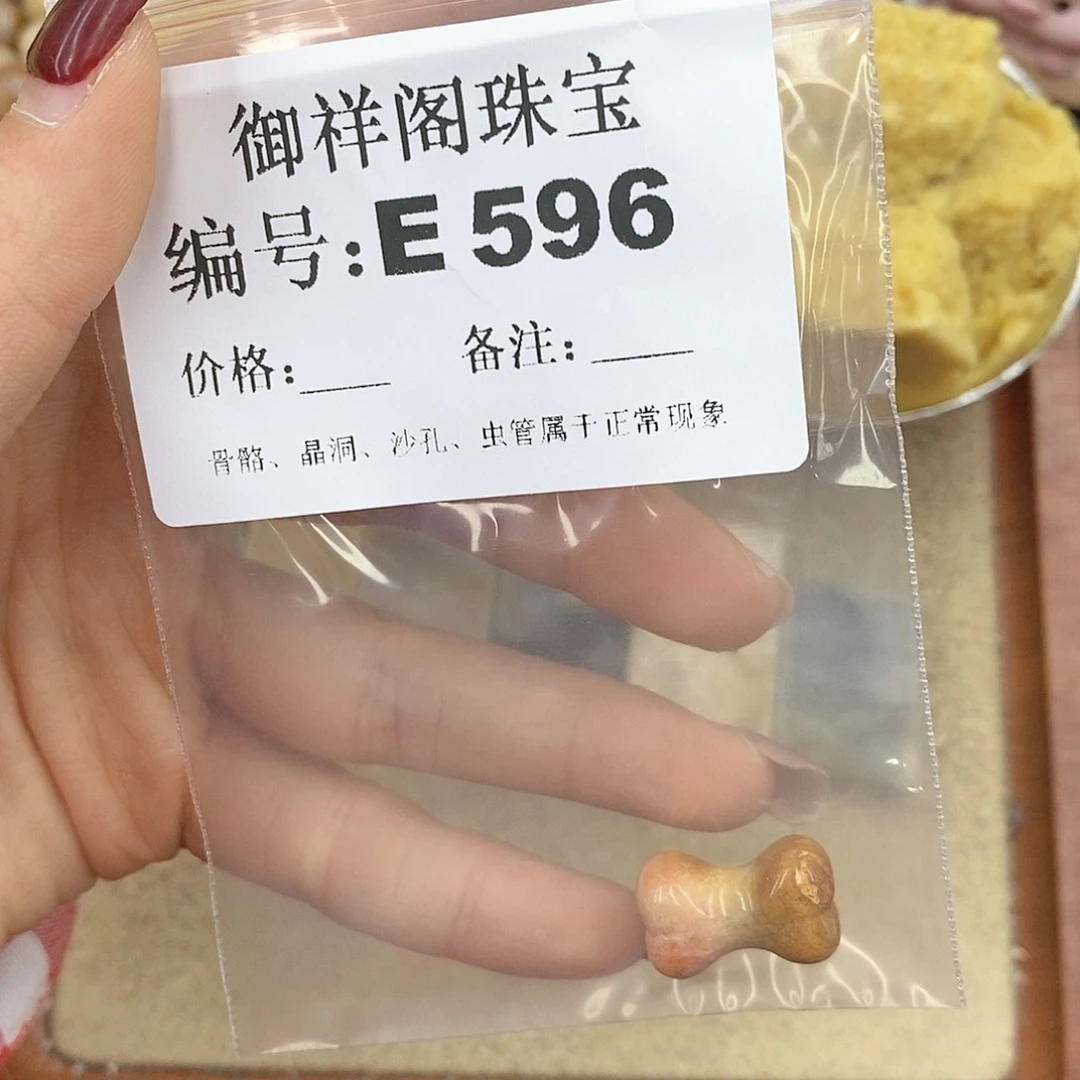 御祥阁珠宝
编号:E 596
价格:____ 备注:____
骨骼、晶洞、沙孔、虫管属于正常现象